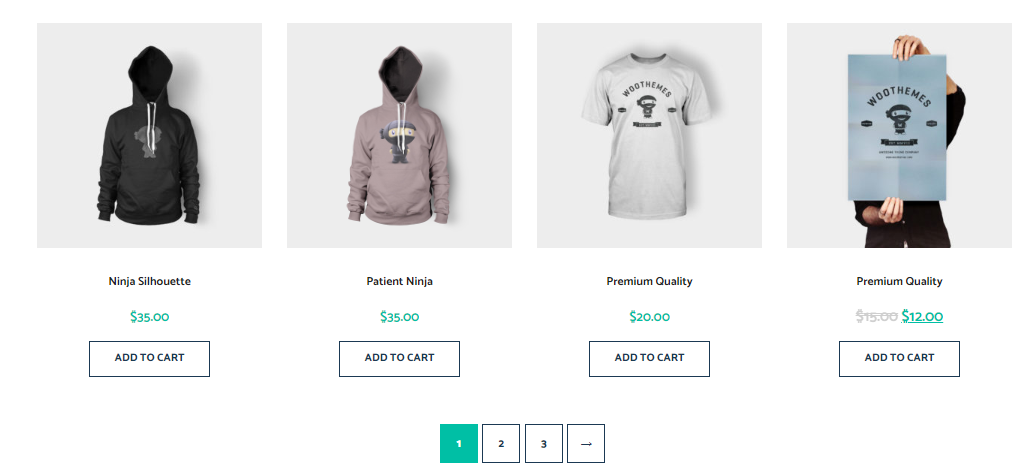 WOOTHEMES
WOOTHEMES
Ninja Silhouette
Patient Ninja
Premium Quality
Premium Quality
$35.00
$35.00
$20.00
$15.00 $12.00
ADD TO CART
ADD TO CART
ADD TO CART
ADD TO CART
1 2 3 →